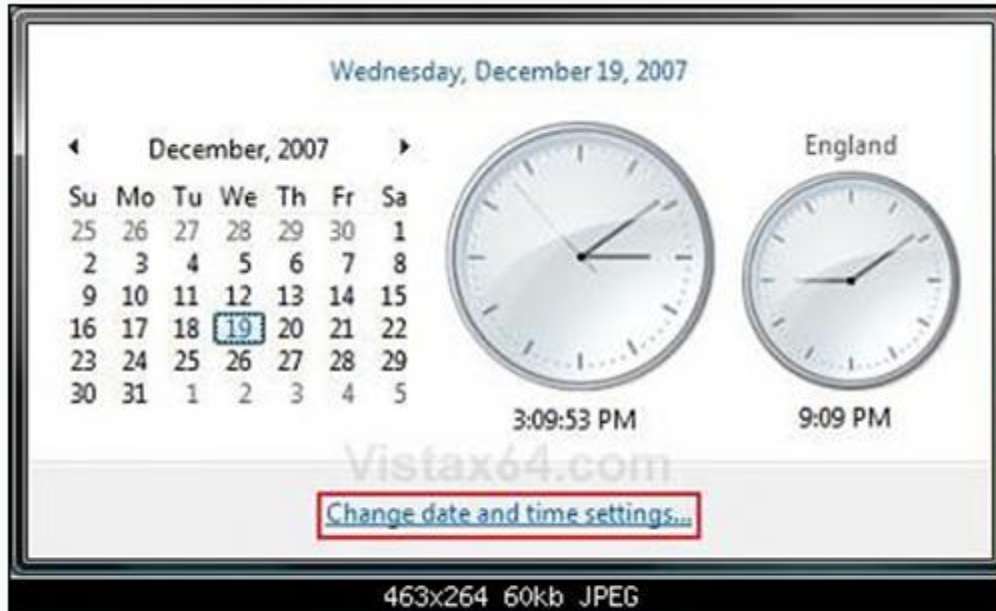 Wednesday, December 19, 2007
December, 2007
Su Mo Tu We Th Fr Sa
25 26 27 28 29 30 1
2 3 4 5 6 7 8
9 10 11 12 13 14 15
16 17 18 19 20 21 22
23 24 25 26 27 28 29
30 31 1 2 3 4 5
3:09:53 PM
England
9:09 PM
Vistax64.com
Change date and time settings...
463x264 60kb JPEG